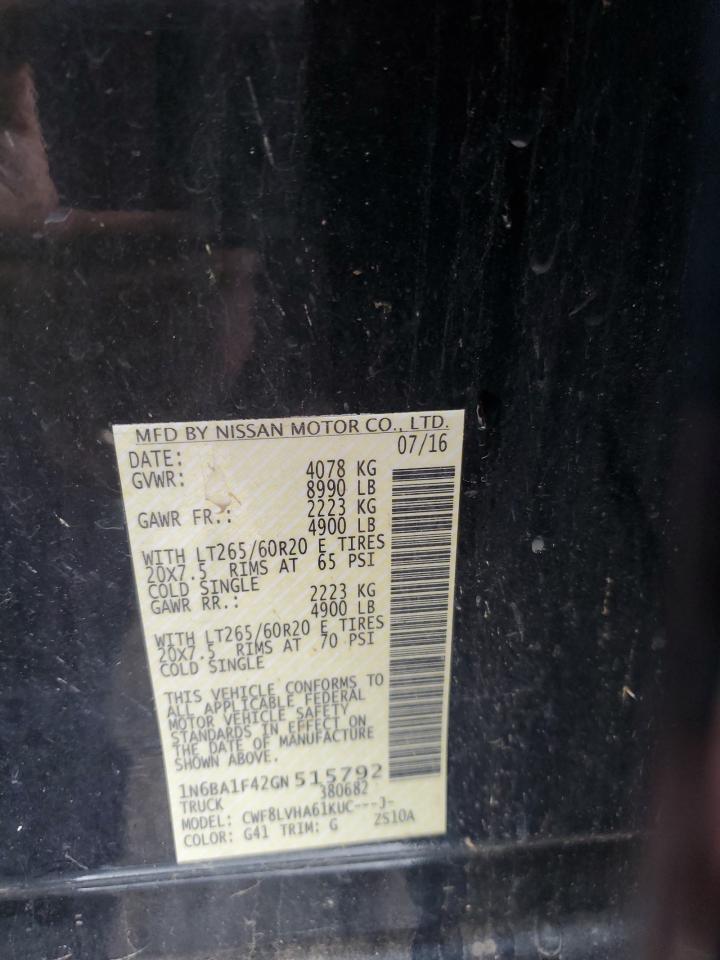 MFD BY NISSAN MOTOR CO., LTD.
DATE: 07/16
GVWR: 4078 KG
8990 LB
GAWR FR.: 2223 KG
4900 LB
WITH LT265/60R20 E TIRES
20X7.5 RIMS AT 65 PSI
COLD SINGLE
GAWR RR.: 2223 KG
4900 LB
WITH LT265/60R20 E TIRES
20X7.5 RIMS AT 70 PSI
COLD SINGLE
THIS VEHICLE CONFORMS TO
ALL APPLICABLE FEDERAL
MOTOR VEHICLE SAFETY
STANDARDS IN EFFECT ON
THE DATE OF MANUFACTURE
SHOWN ABOVE.
1N6BA1F42GN515792
TRUCK 380682
MODEL: CWF8LVHA61KUC---J-
COLOR: G41 TRIM: G ZS10A